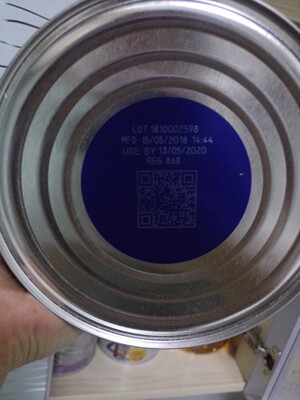 LOT 1810002598
MFD 15/05/2018 14:44
USE BY 13/05/2020
REG 868